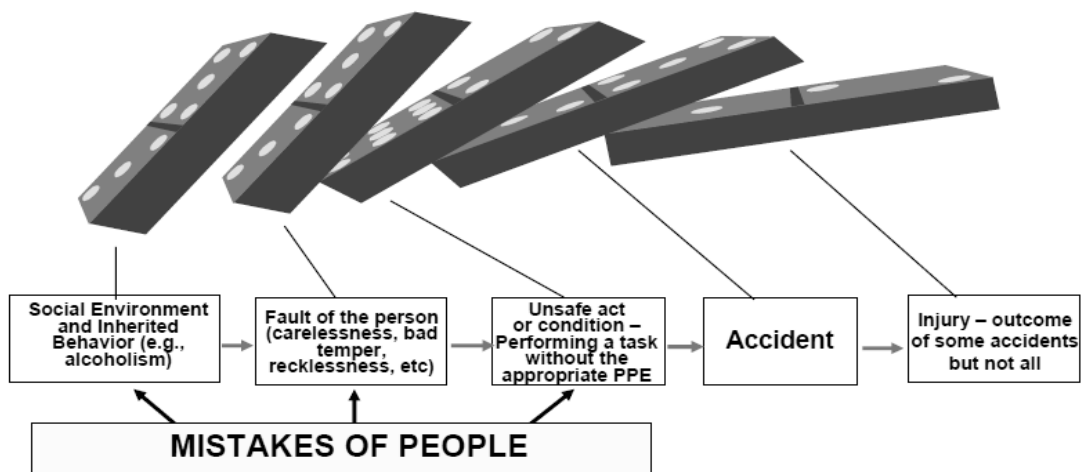 Social Environment
and Inherited
Behavior (e.g.,
alcoholism)
Fault of the person
(carelessness, bad
temper,
recklessness, etc)
Unsafe act
or condition –
Performing a task
without the
appropriate PPE
Accident
Injury – outcome
of some accidents
but not all
MISTAKES OF PEOPLE